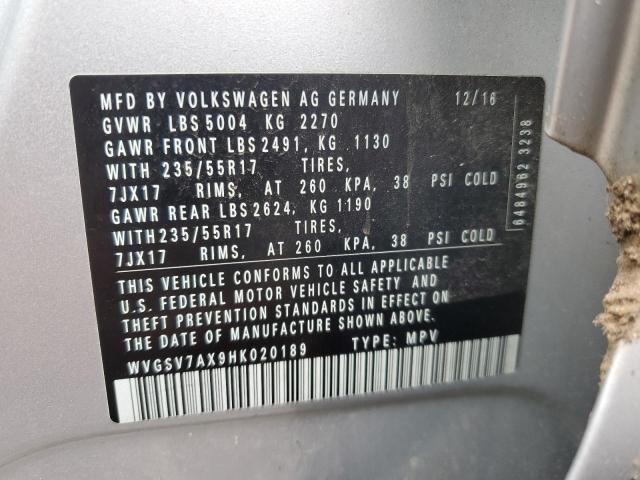 MFD BY VOLKSWAGEN AG GERMANY 12/16
GVWR LBS 5004 KG 2270
GAWR FRONT LBS 2491, KG 1130
WITH 235/55R17 TIRES,
7JX17 RIMS, AT 260 KPA, 38 PSI COLD
GAWR REAR LBS 2624, KG 1190
WITH 235/55R17 TIRES,
7JX17 RIMS, AT 260 KPA, 38 PSI COLD
THIS VEHICLE CONFORMS TO ALL APPLICABLE
U.S. FEDERAL MOTOR VEHICLE SAFETY AND
THEFT PREVENTION STANDARDS IN EFFECT ON
THE DATE OF MANUFACTURE SHOWN ABOVE.
WVGSV7AX9HK020189 TYPE: MPV
6484962 3238